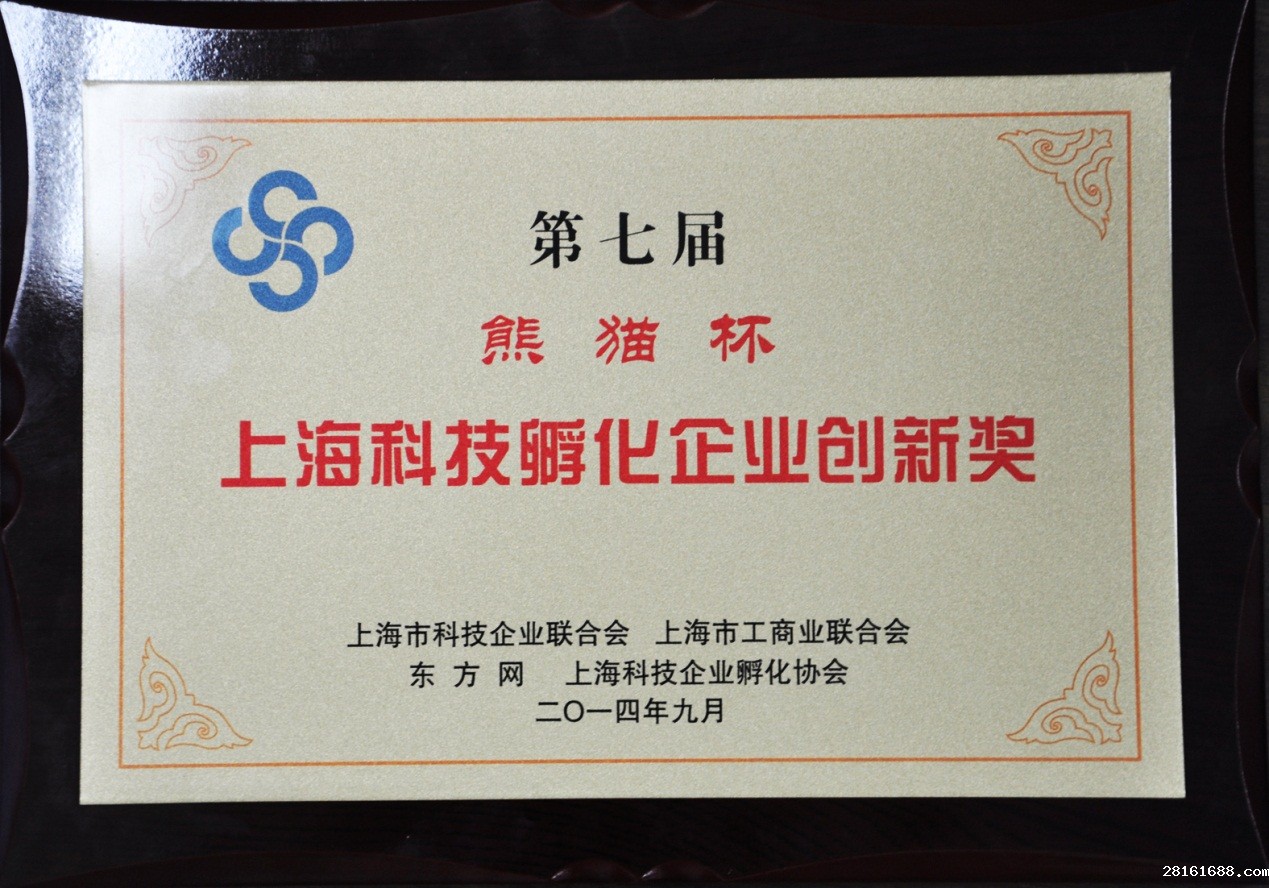 第七届
熊猫杯
上海科技孵化企业创新奖
上海市科技企业联合会 上海市工商业联合会
东方网 上海科技企业孵化协会
二〇一四年九月
28161688.com